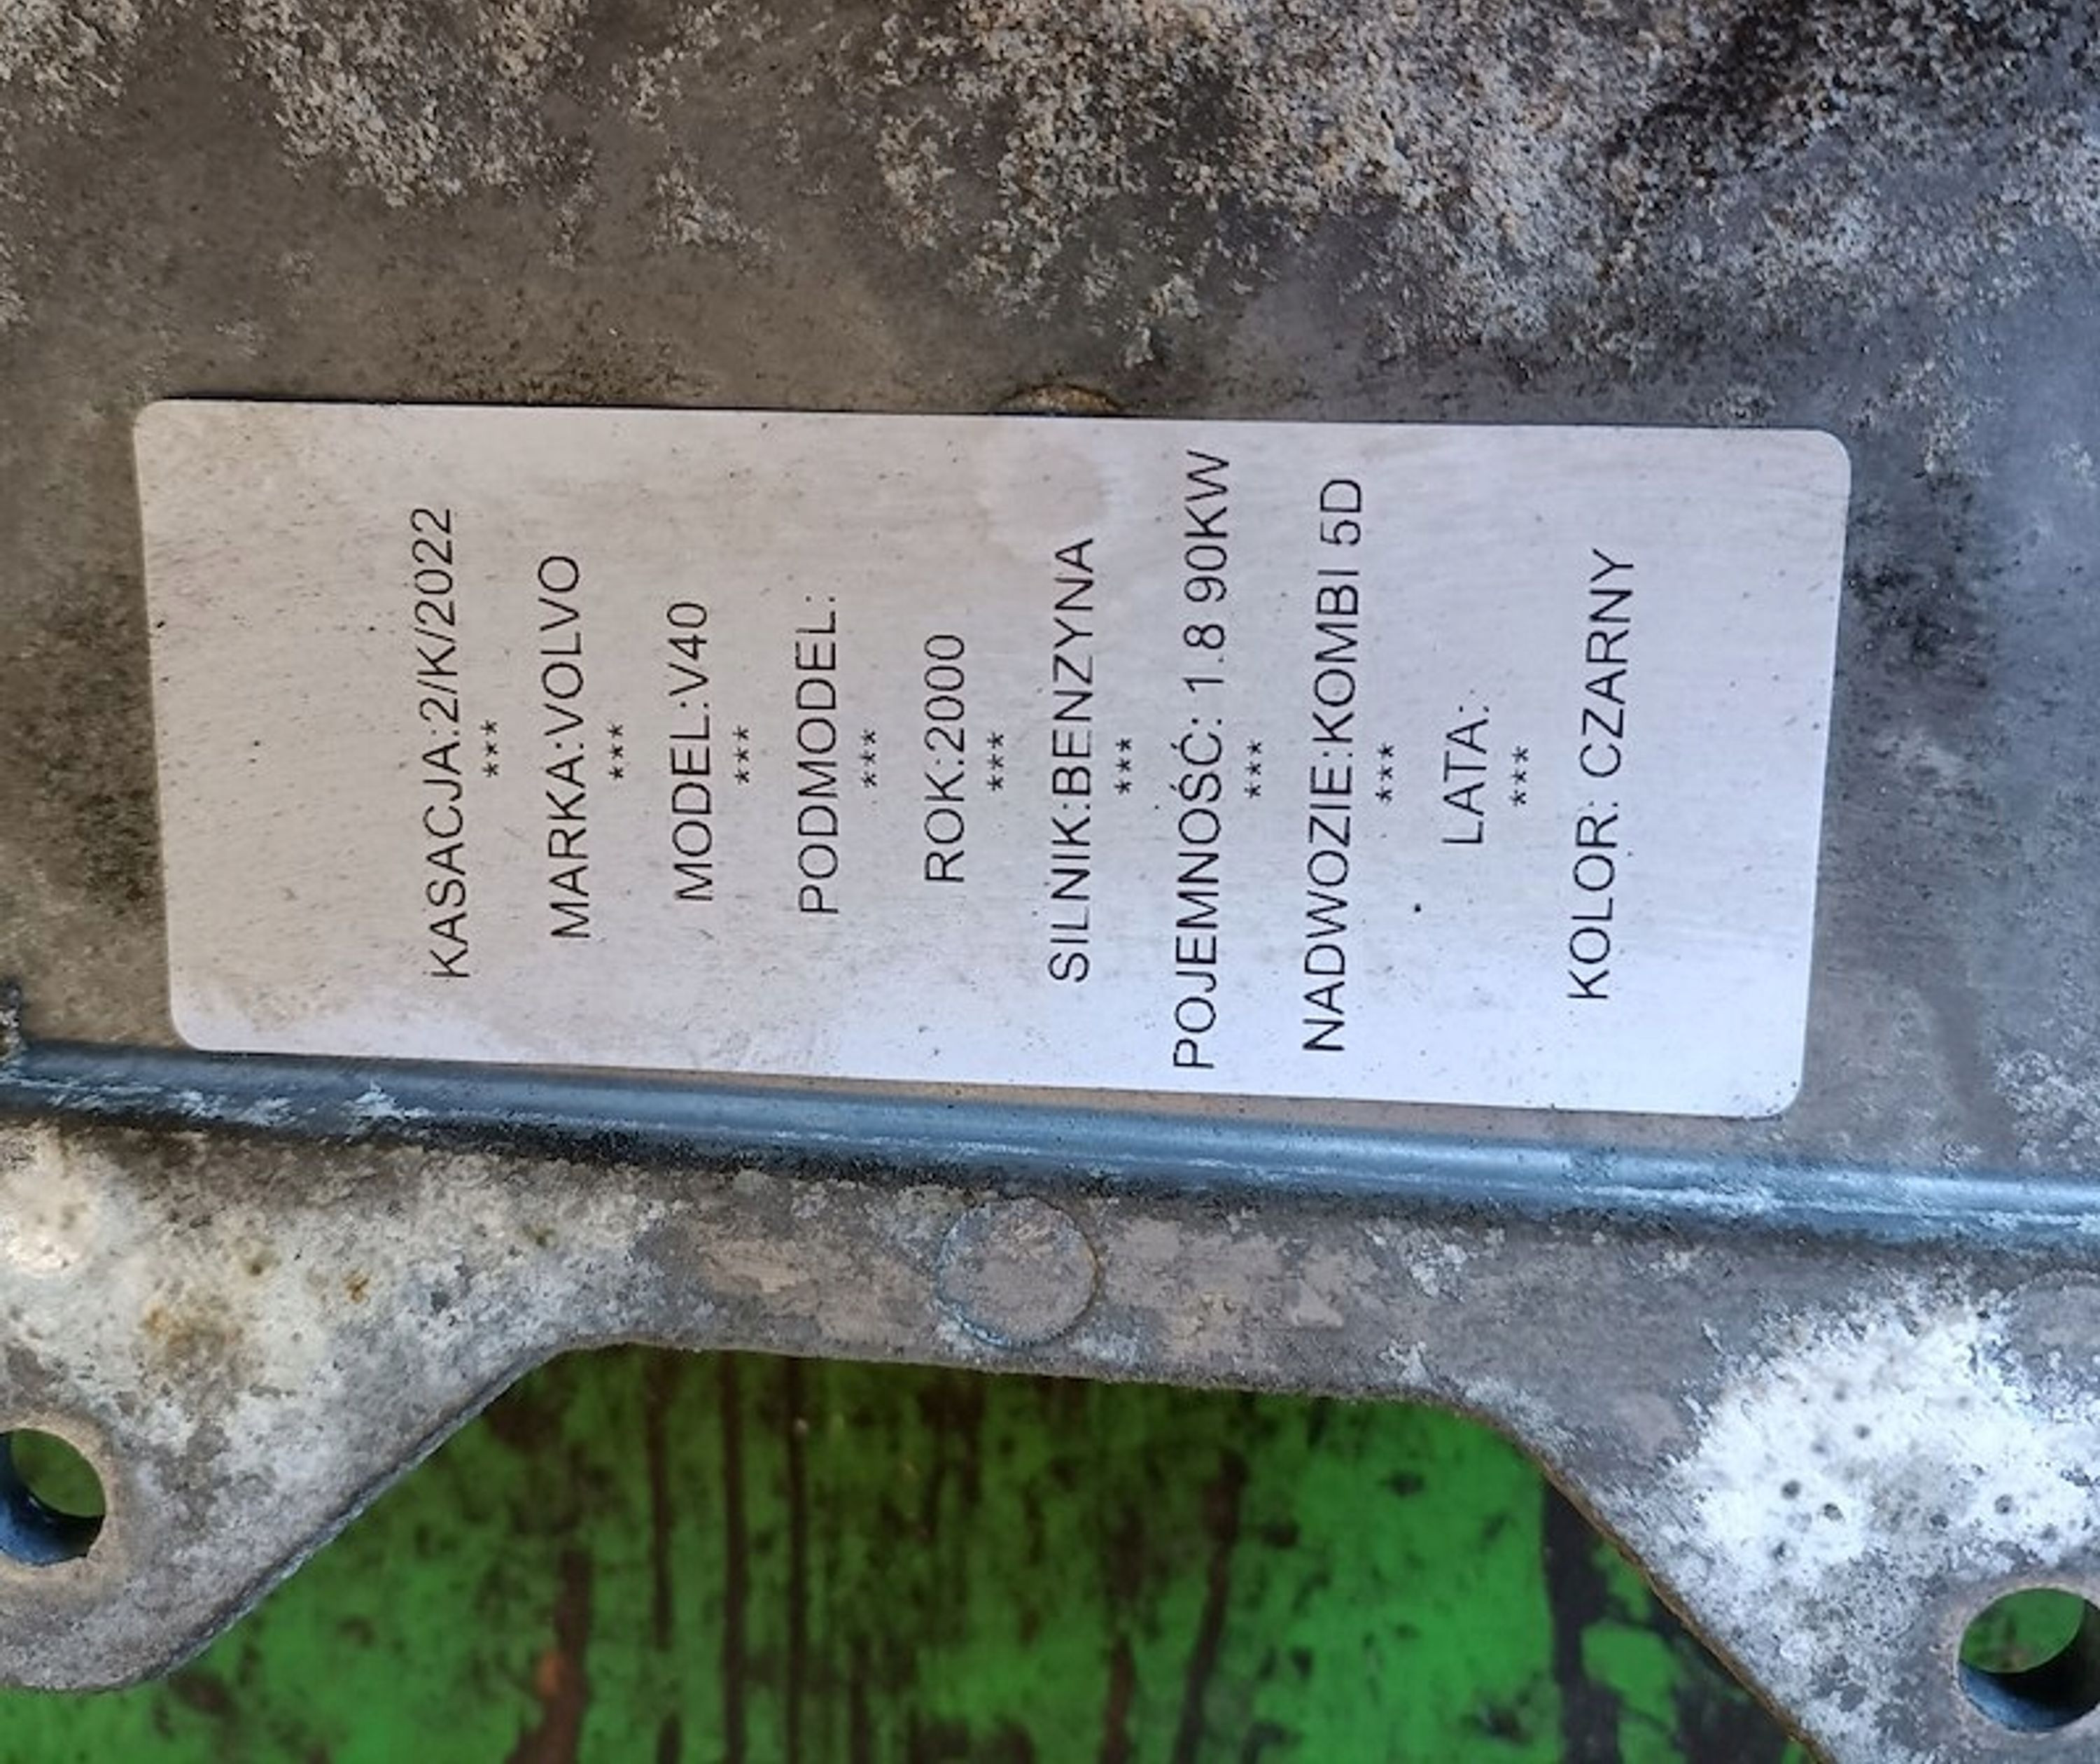 KASACJA:2/K/2022
***
MARKA:VOLVO
***
MODEL:V40
***
PODMODEL:
***
ROK:2000
***
SILNIK:BENZYNA
***
POJEMNOŚĆ: 1.8 90KW
***
NADWOZIE:KOMBI 5D
***
LATA:
***
KOLOR: CZARNY